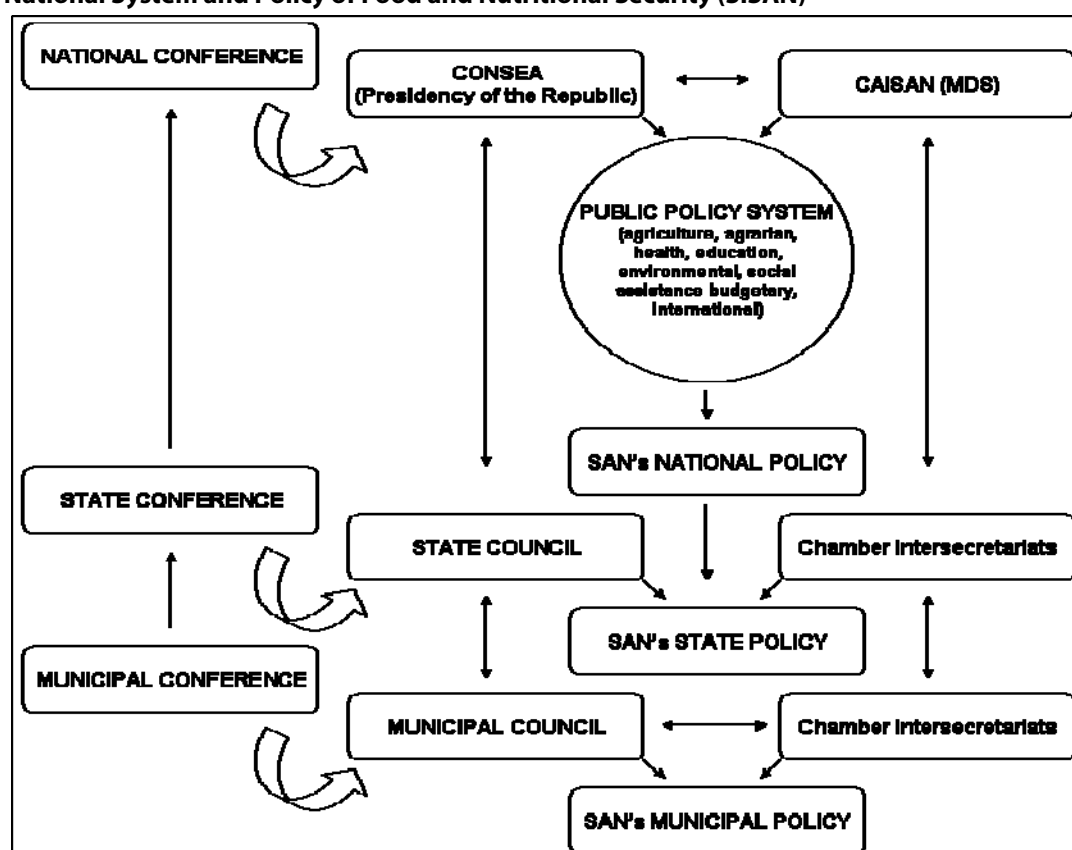 National System and Policy of Food and Nutritional Security (SISAN)
NATIONAL CONFERENCE
CONSEA
(Presidency of the Republic)
CAISAN (MDS)
PUBLIC POLICY SYSTEM
(agriculture, agrarian,
health, education,
environmental, social
assistance budgetary,
international)
SAN's NATIONAL POLICY
STATE CONFERENCE
STATE COUNCIL
Chamber intersecretariats
SAN's STATE POLICY
MUNICIPAL CONFERENCE
MUNICIPAL COUNCIL
Chamber intersecretariats
SAN's MUNICIPAL POLICY